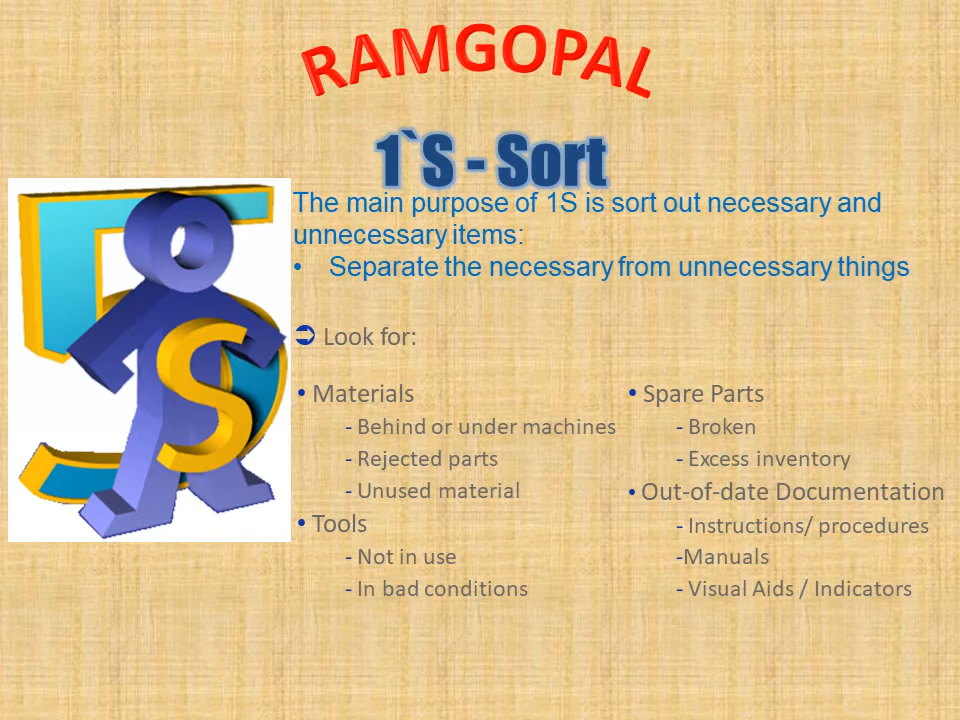 RAMGOPAL
1`S - Sort
The main purpose of 1S is sort out necessary and
unnecessary items:
• Separate the necessary from unnecessary things
➲ Look for:
• Materials
- Behind or under machines
- Rejected parts
- Unused material
• Tools
- Not in use
- In bad conditions
• Spare Parts
- Broken
- Excess inventory
• Out-of-date Documentation
- Instructions/ procedures
-Manuals
- Visual Aids / Indicators
5
S